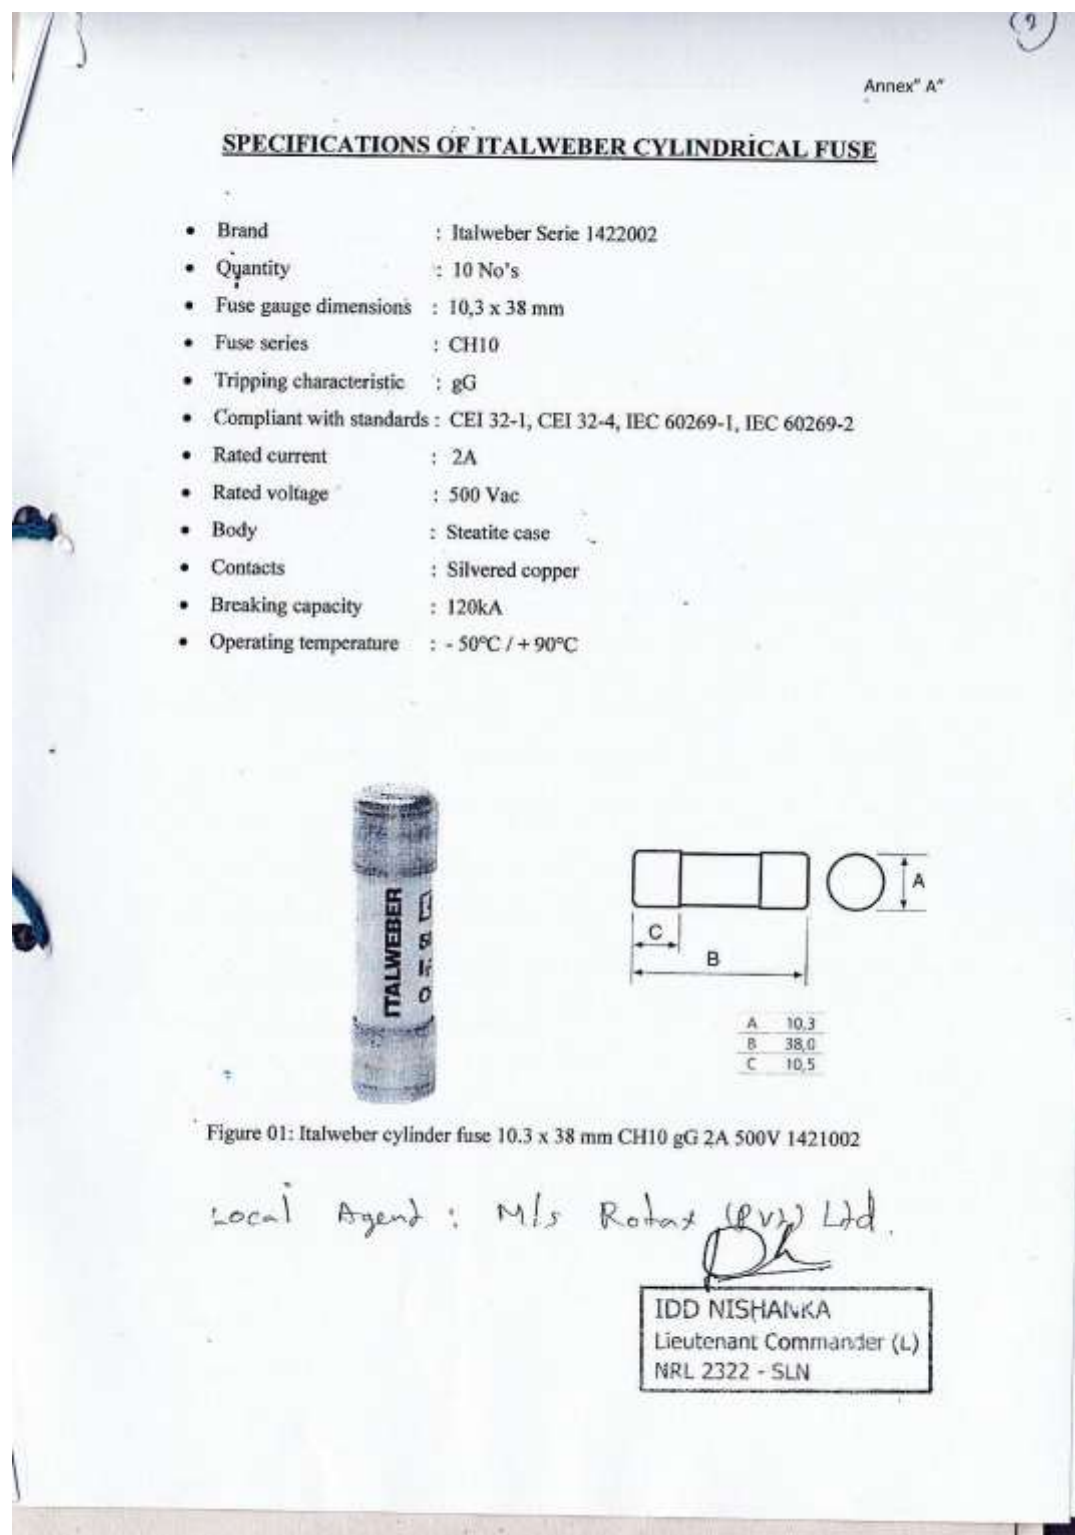 Annex" A"
SPECIFICATIONS OF ITALWEBER CYLINDRICAL FUSE
• Brand : Italweber Serie 1422002
• Quantity : 10 No's
• Fuse gauge dimensions : 10,3 x 38 mm
• Fuse series : CH10
• Tripping characteristic : gG
• Compliant with standards : CEI 32-1, CEI 32-4, IEC 60269-1, IEC 60269-2
• Rated current : 2A
• Rated voltage : 500 Vac
• Body : Steatite case
• Contacts : Silvered copper
• Breaking capacity : 120kA
• Operating temperature : - 50°C / + 90°C
ITALWEBER
A
C
B
A 10,3
B 38,0
C 10,5
Figure 01: Italweber cylinder fuse 10.3 x 38 mm CH10 gG 2A 500V 1421002
Local Agent : M/s Rotax (Pvt) Ltd.
IDD NISHANKA
Lieutenant Commander (L)
NRL 2322 - SLN